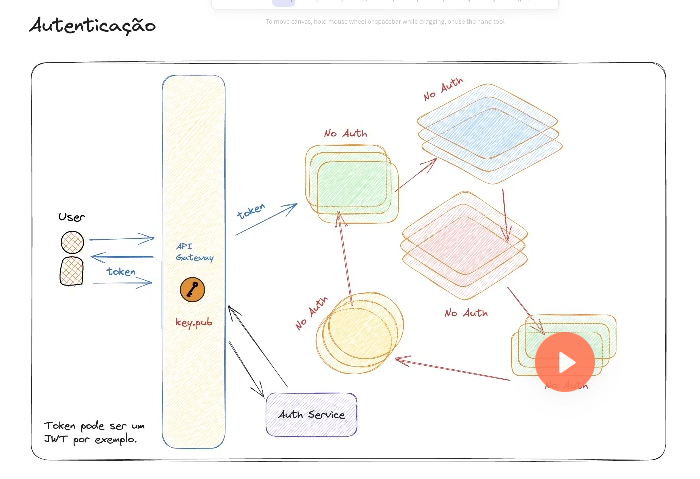 To move canvas, hold mouse wheel or spacebar while dragging, or use the hand tool
Autenticação
No Auth
No Auth
User
token
API
Gateway
token
key.pub
No Auth
No Auth
No Auth
Auth Service
Token pode ser um
JWT por exemplo.